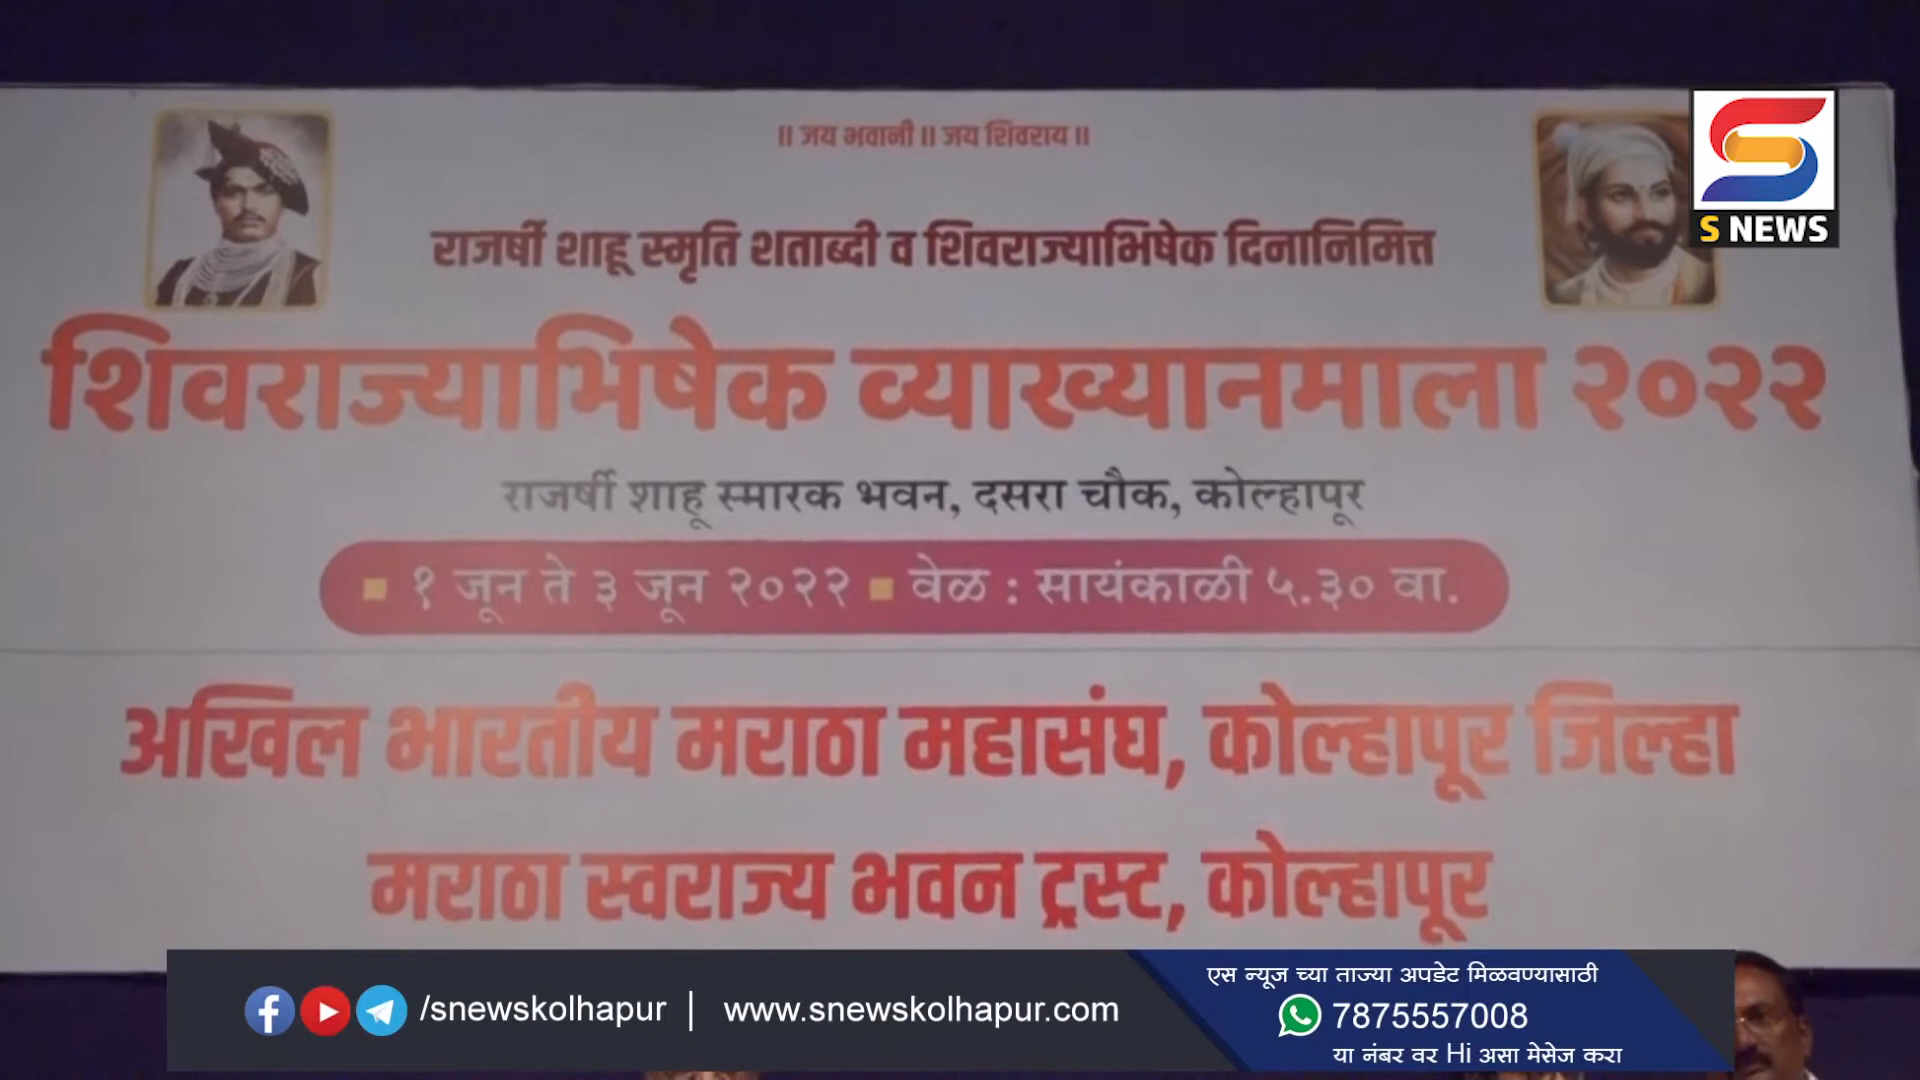 ॥ जय भवानी ॥ जय शिवराय ॥
राजर्षी शाहू स्मृति शताब्दी व शिवराज्याभिषेक दिनानिमित्त
शिवराज्याभिषेक व्याख्यानमाला २०२२
राजर्षी शाहू स्मारक भवन, दसरा चौक, कोल्हापूर
१ जून ते ३ जून २०२२ ▪ वेळ : सायंकाळी ५.३० वा.
अखिल भारतीय मराठा महासंघ, कोल्हापूर जिल्हा
मराठा स्वराज्य भवन ट्रस्ट, कोल्हापूर
S NEWS
/snewskolhapur | www.snewskolhapur.com
एस न्यूज च्या ताज्या अपडेट मिळवण्यासाठी
7875557008
या नंबर वर Hi असा मेसेज करा